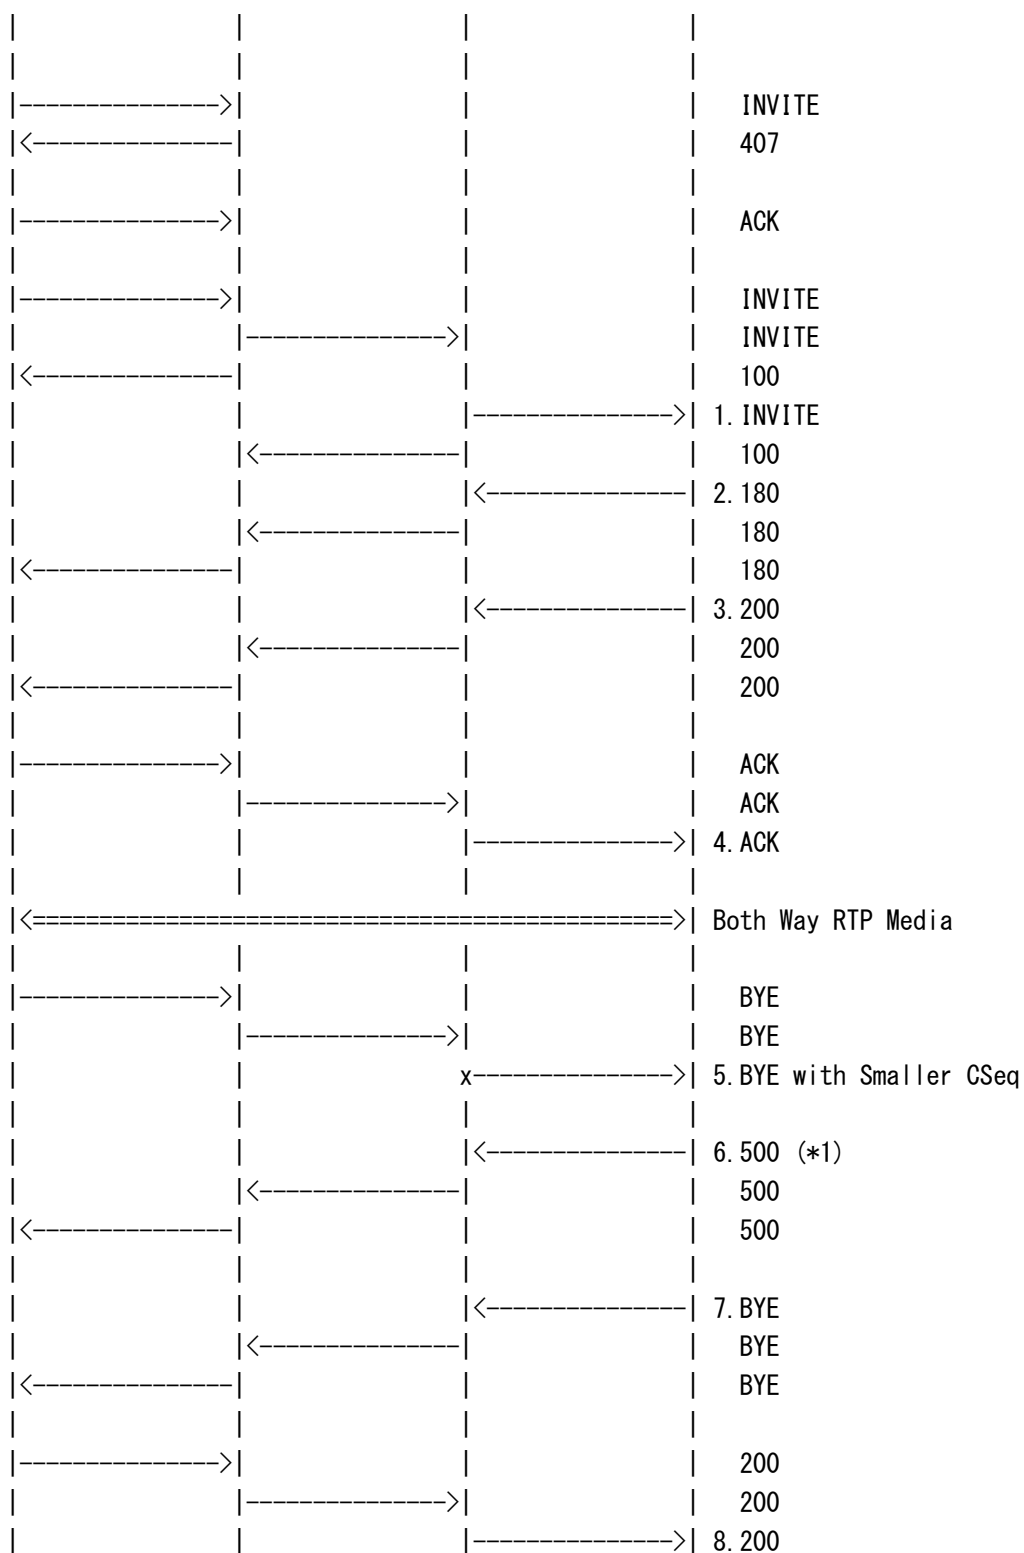 INVITE
407
ACK
INVITE
INVITE
100
1. INVITE
100
2. 180
180
180
3. 200
200
200
ACK
ACK
4. ACK
Both Way RTP Media
BYE
BYE
x 5. BYE with Smaller CSeq
6. 500 (*1)
500
500
7. BYE
BYE
BYE
200
200
8. 200